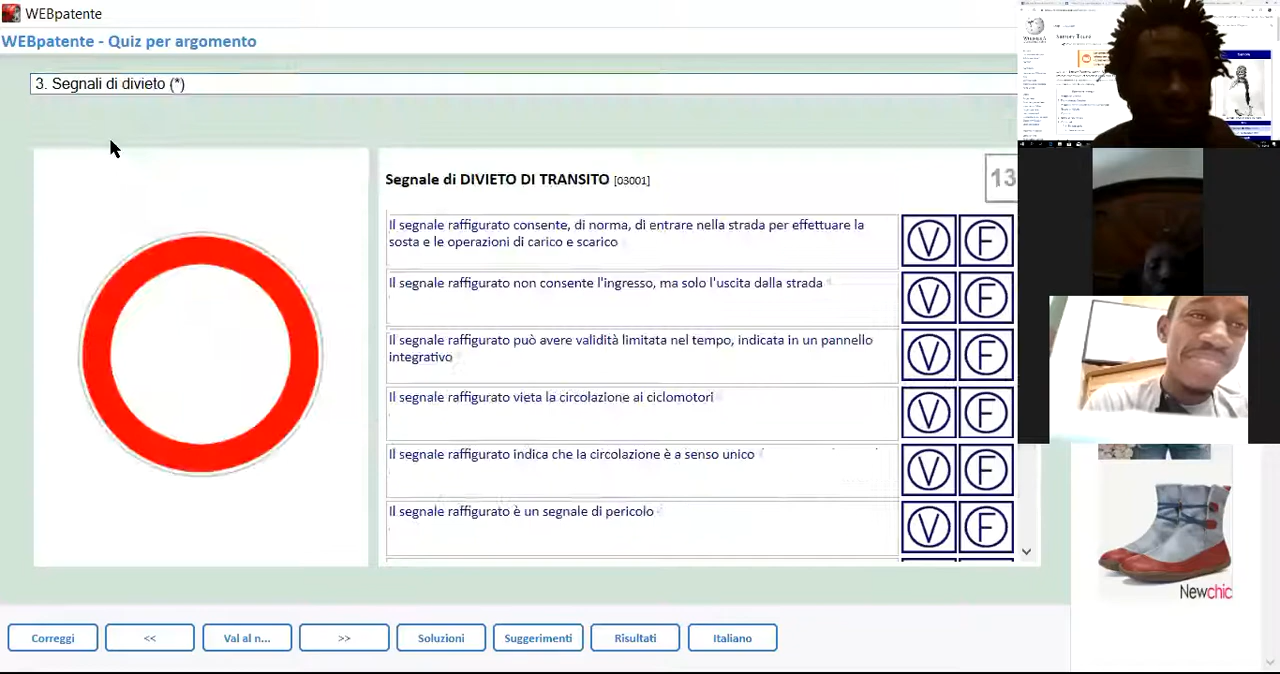 WEBpatente
WEBpatente - Quiz per argomento
3. Segnali di divieto (*)
Segnale di DIVIETO DI TRANSITO [03001]
13
Il segnale raffigurato consente, di norma, di entrare nella strada per effettuare la
sosta e le operazioni di carico e scarico
V F
Il segnale raffigurato non consente l'ingresso, ma solo l'uscita dalla strada
V F
Il segnale raffigurato può avere validità limitata nel tempo, indicata in un pannello
integrativo
V F
Il segnale raffigurato vieta la circolazione ai ciclomotori
V F
Il segnale raffigurato indica che la circolazione è a senso unico
V F
Il segnale raffigurato è un segnale di pericolo
V F
Newchic
Correggi
<<
Vai al n...
>>
Soluzioni
Suggerimenti
Risultati
Italiano